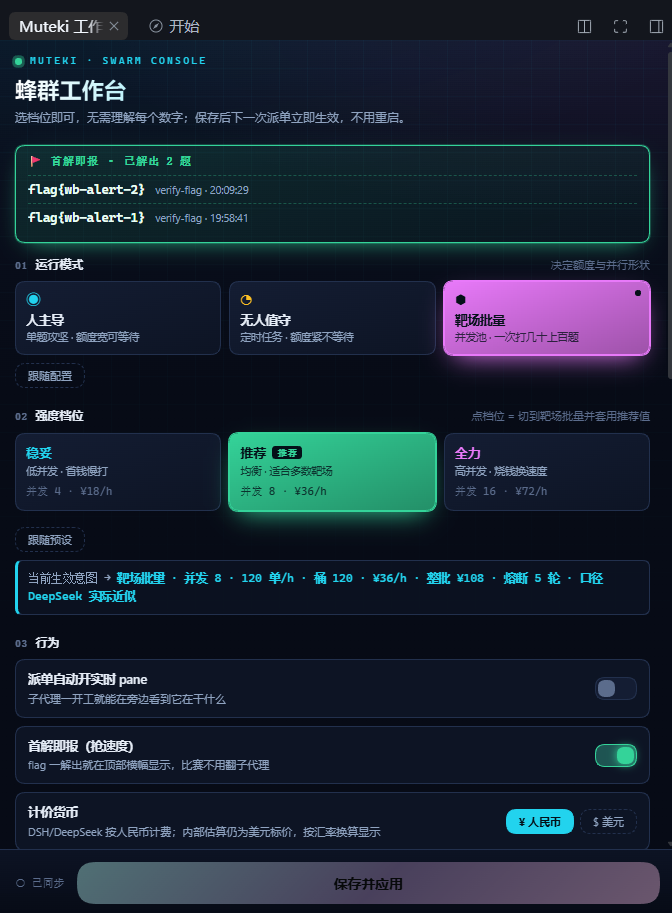 Muteki 工作
开始
MUTEKI · SWARM CONSOLE
蜂群工作台
选档位即可，无需理解每个数字；保存后下一次派单立即生效，不用重启。
首解即报 - 已解出 2 题
flag{wb-alert-2} verify-flag · 20:09:29
flag{wb-alert-1} verify-flag · 19:58:41
01 运行模式 决定额度与并行形状
人主导
单题攻坚 · 额度宽可等待
无人值守
定时任务 · 额度紧不等待
靶场批量
并发池 · 一次打几十上百题
跟随配置
02 强度档位 点档位 = 切到靶场批量并套用推荐值
稳妥
低并发 · 省钱慢打
并发 4 · ¥18/h
推荐 推荐
均衡 · 适合多数靶场
并发 8 · ¥36/h
全力
高并发 · 烧钱换速度
并发 16 · ¥72/h
跟随预设
当前生效意图 → 靶场批量 · 并发 8 · 120 单/h · 桶 120 · ¥36/h · 整批 ¥108 · 熔断 5 轮 · 口径
DeepSeek 实际近似
03 行为
派单自动开实时 pane
子代理一开工就能在旁边看到它在干什么
首解即报（抢速度）
flag 一解出就在顶部横幅显示，比赛不用翻子代理
计价货币
DSH/DeepSeek 按人民币计费；内部估算仍为美元标价，按汇率换算显示
¥ 人民币
$ 美元
已同步
保存并应用